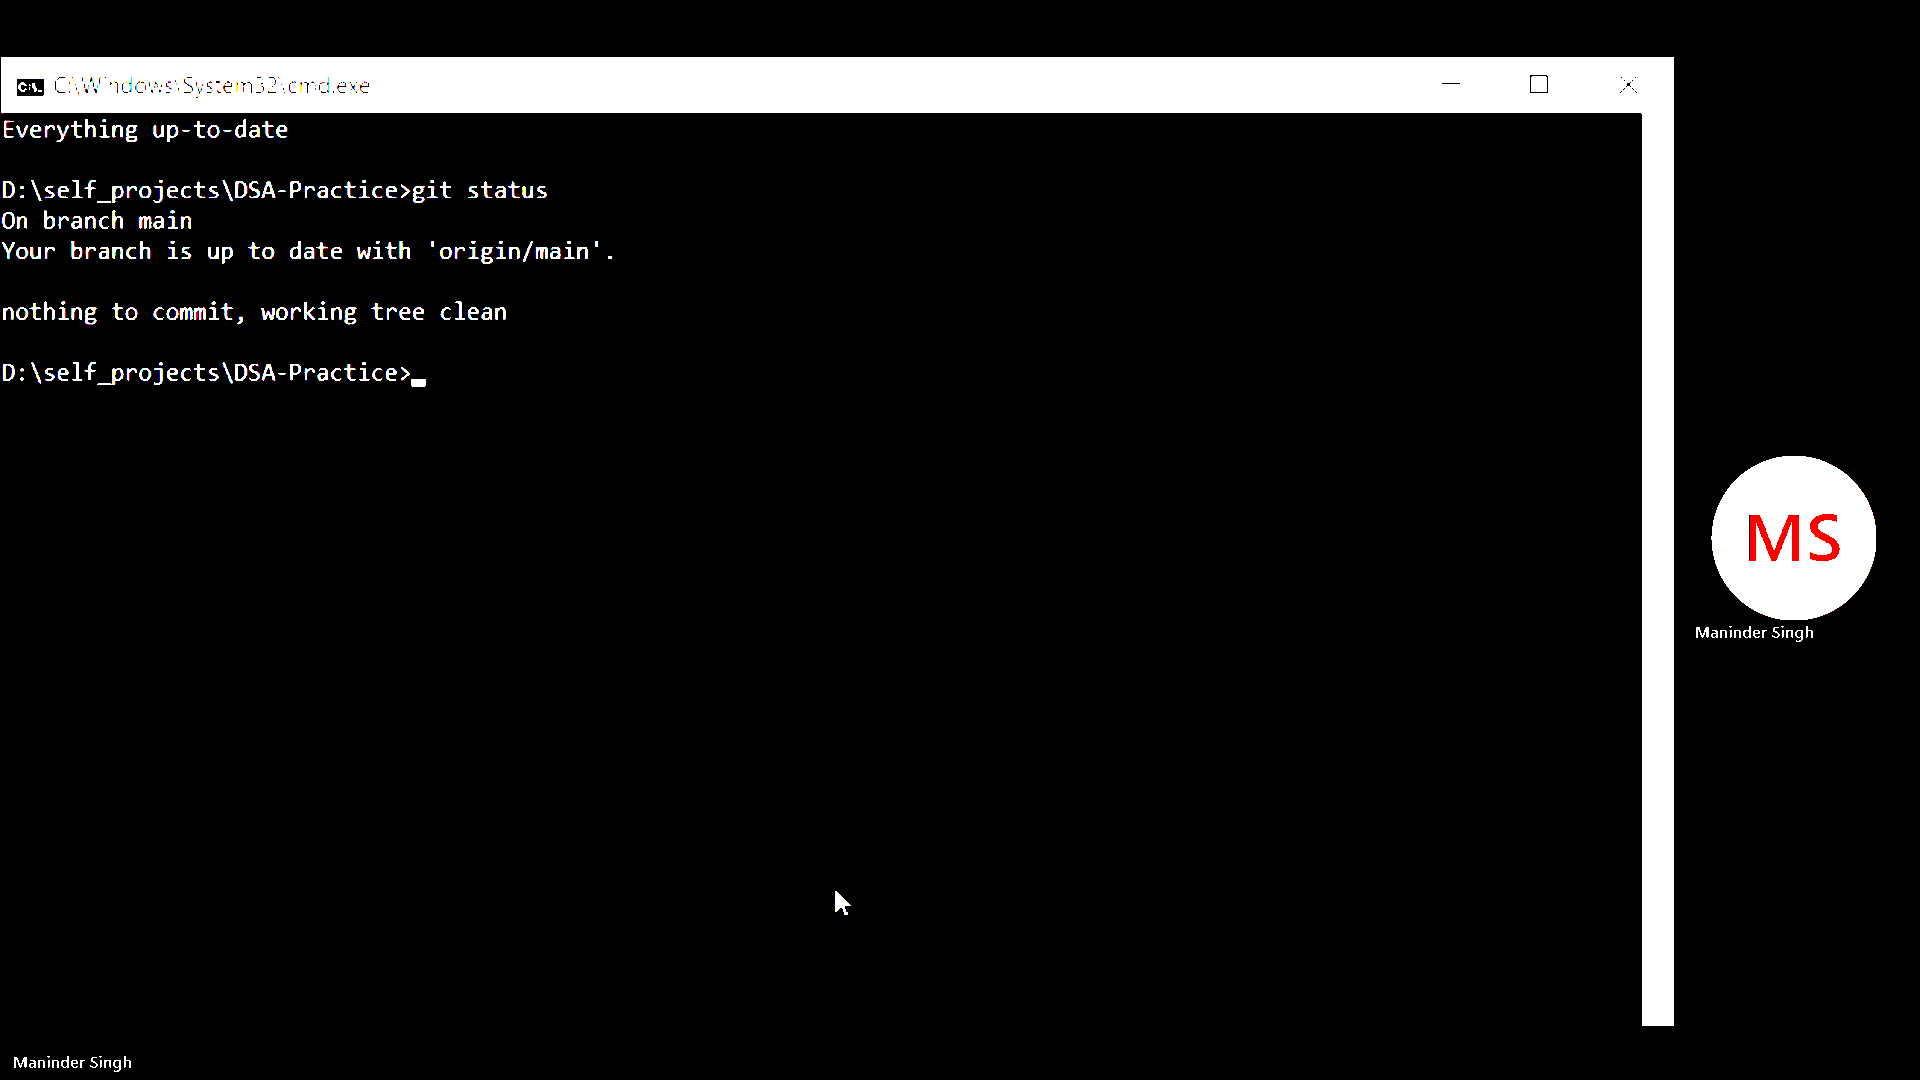 C:\Windows\System32\cmd.exe
Everything up-to-date
D:\self_projects\DSA-Practice>git status
On branch main
Your branch is up to date with 'origin/main'.
nothing to commit, working tree clean
D:\self_projects\DSA-Practice>
MS
Maninder Singh
Maninder Singh